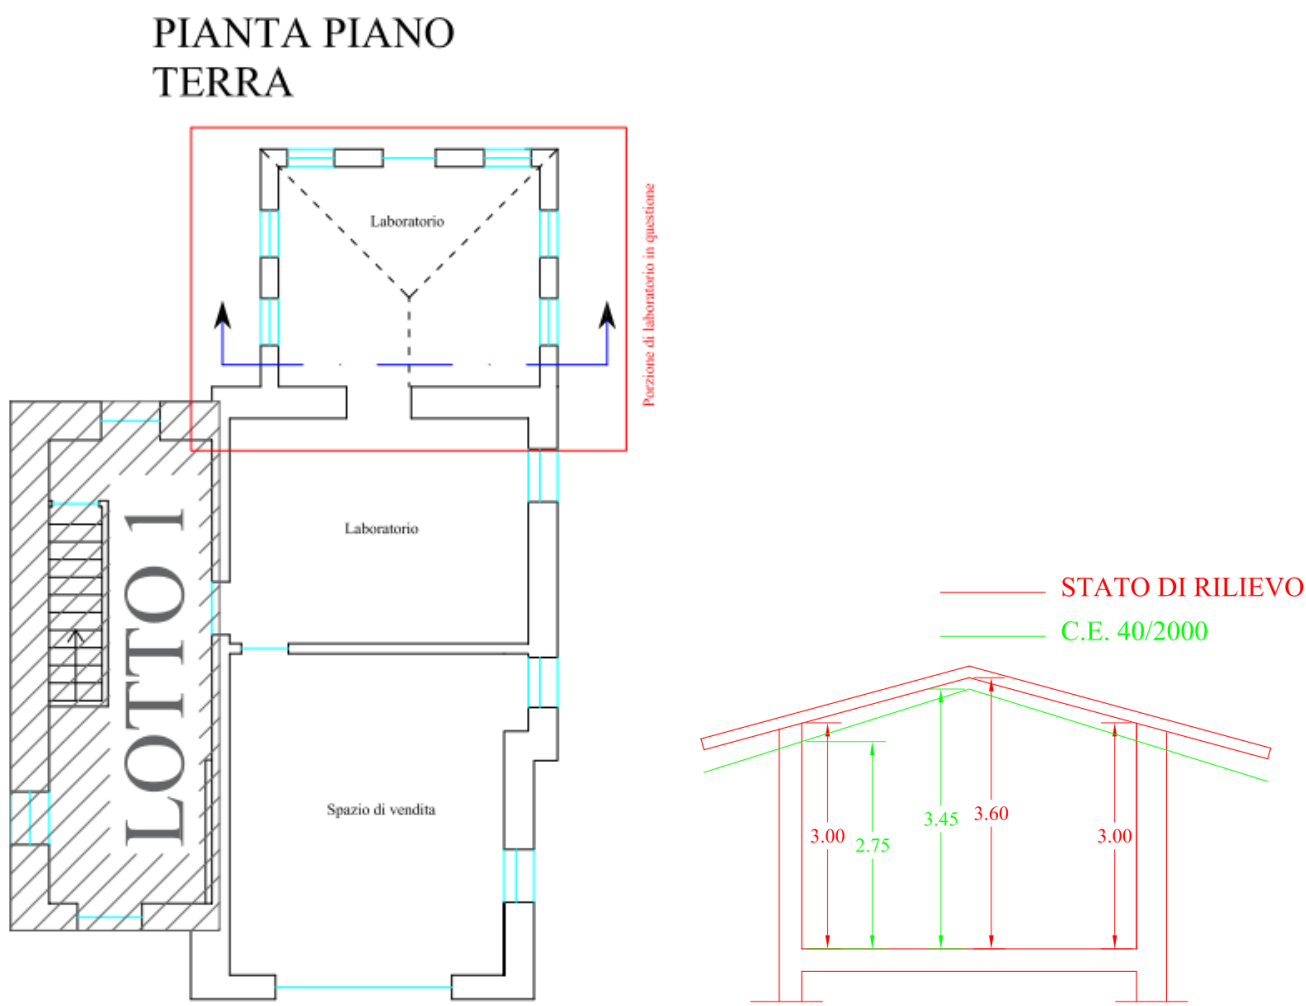 PIANTA PIANO
TERRA
Laboratorio
Porzione di laboratorio in questione
Laboratorio
LOTTO 1
Spazio di vendita
STATO DI RILIEVO
C.E. 40/2000
3.00
2.75
3.45
3.60
3.00